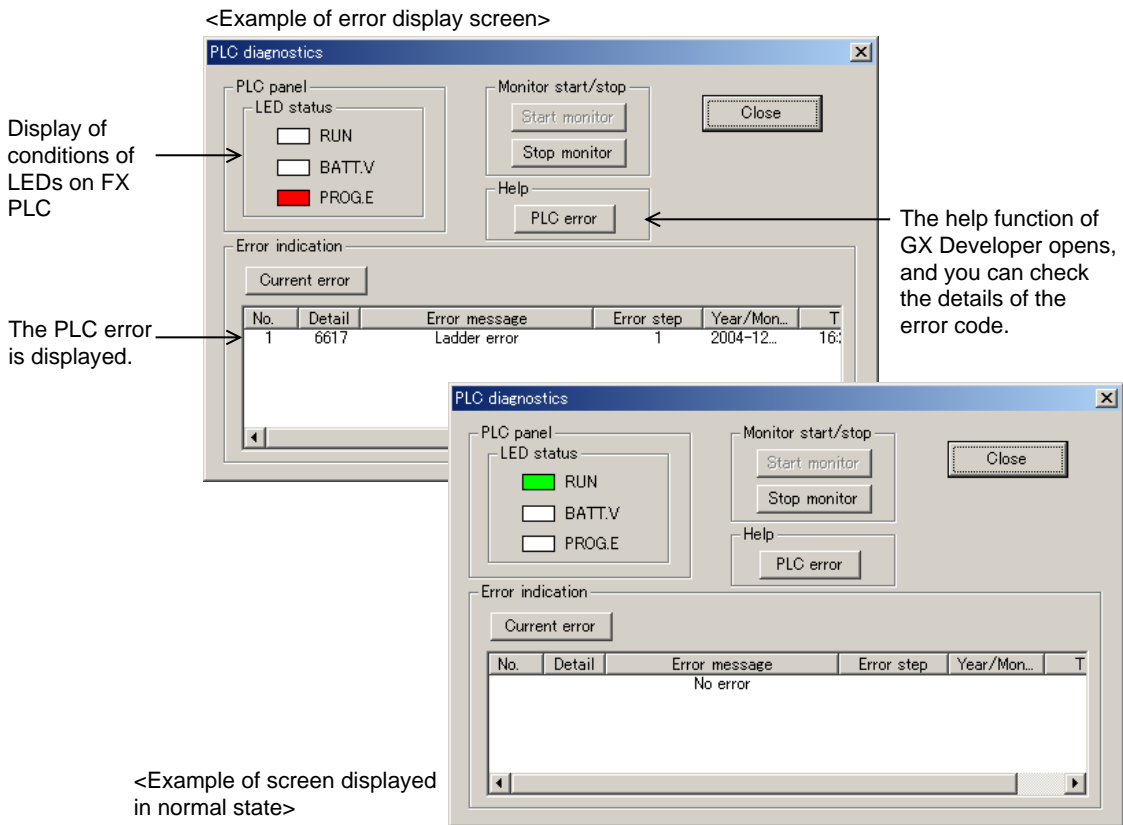 <Example of error display screen>
PLC diagnostics
PLC panel
LED status
RUN
BATT.V
PROG.E
Monitor start/stop
Start monitor
Stop monitor
Close
Help
PLC error
Display of
conditions of
LEDs on FX
PLC
The help function of
GX Developer opens,
and you can check
the details of the
error code.
Error indication
Current error
No. Detail Error message Error step Year/Mon... T
1 6617 Ladder error 1 2004-12... 16:
The PLC error
is displayed.
PLC diagnostics
PLC panel
LED status
RUN
BATT.V
PROG.E
Monitor start/stop
Start monitor
Stop monitor
Close
Help
PLC error
Error indication
Current error
No. Detail Error message Error step Year/Mon... T
No error
<Example of screen displayed
in normal state>